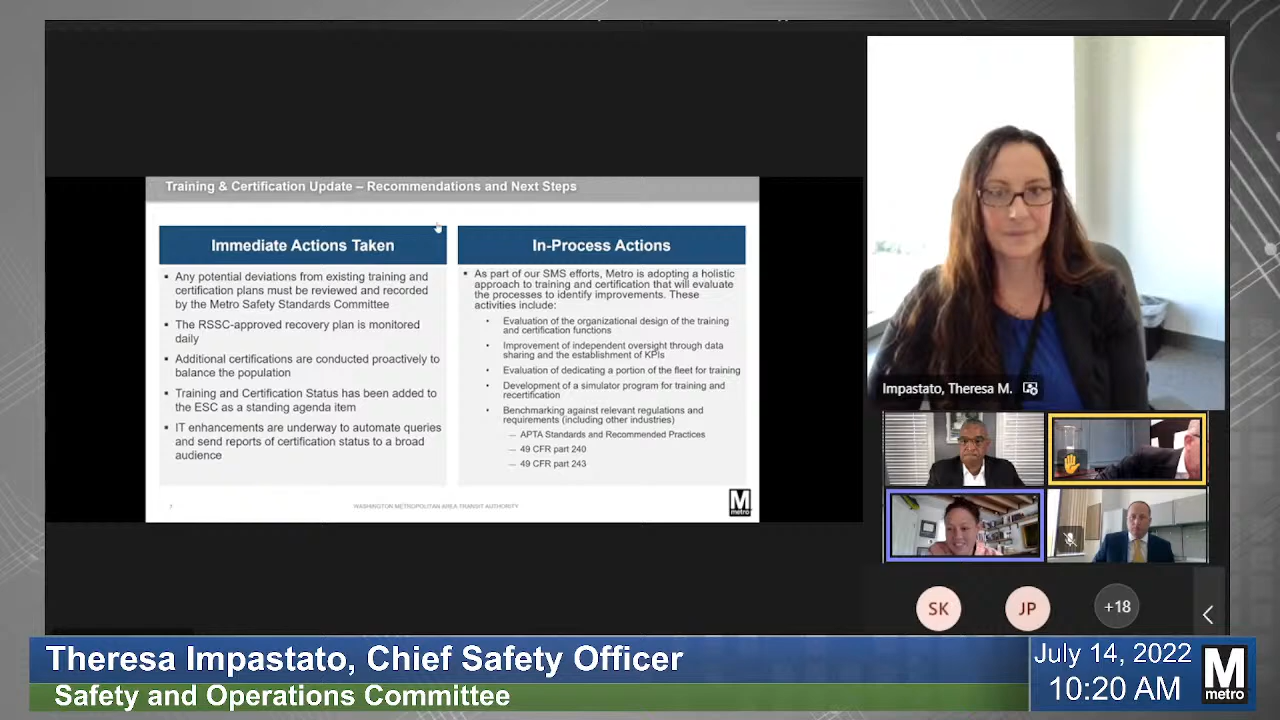 Training & Certification Update – Recommendations and Next Steps
Immediate Actions Taken
▪ Any potential deviations from existing training and
certification plans must be reviewed and recorded
by the Metro Safety Standards Committee
▪ The RSSC-approved recovery plan is monitored
daily
▪ Additional certifications are conducted proactively to
balance the population
▪ Training and Certification Status has been added to
the ESC as a standing agenda item
▪ IT enhancements are underway to automate queries
and send reports of certification status to a broad
audience
In-Process Actions
▪ As part of our SMS efforts, Metro is adopting a holistic
approach to training and certification that will evaluate
the processes to identify improvements. These
activities include:
• Evaluation of the organizational design of the training
and certification functions
• Improvement of independent oversight through data
sharing and the establishment of KPIs
• Evaluation of dedicating a portion of the fleet for training
• Development of a simulator program for training and
recertification
• Benchmarking against relevant regulations and
requirements (including other industries)
— APTA Standards and Recommended Practices
— 49 CFR part 240
— 49 CFR part 243
7
WASHINGTON METROPOLITAN AREA TRANSIT AUTHORITY
M
metro
Impastato, Theresa M.
SK
JP
+18
Theresa Impastato, Chief Safety Officer
Safety and Operations Committee
July 14, 2022
10:20 AM
M
metro